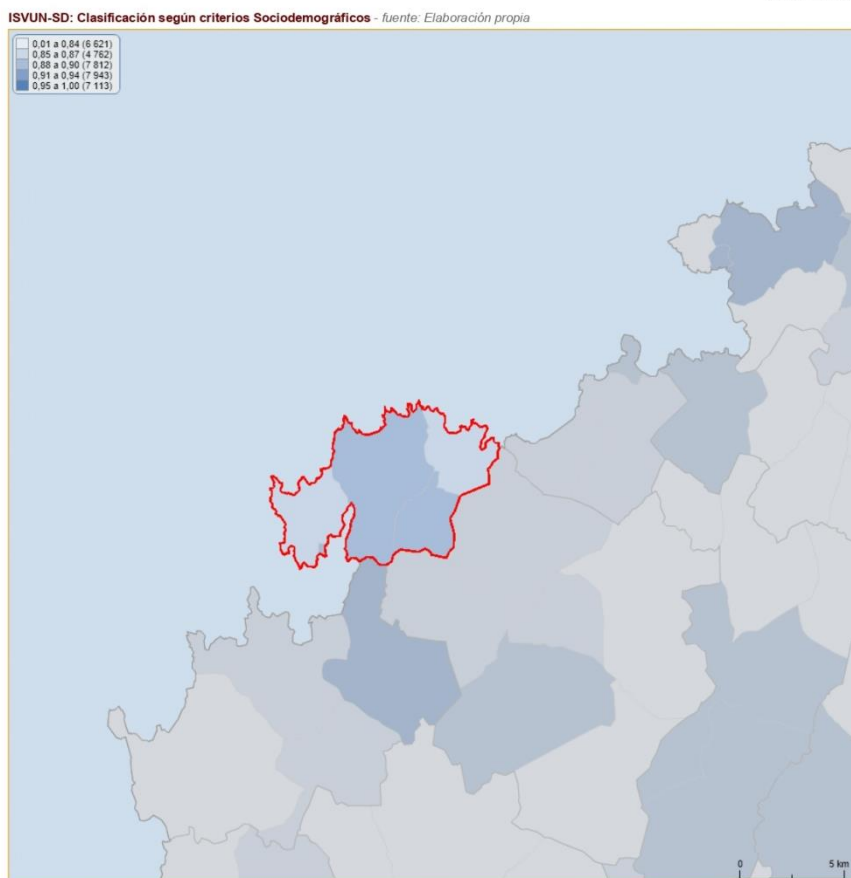 ISVUN-SD: Clasificación según criterios Sociodemográficos - fuente: Elaboración propia
0,01 a 0,84 (6 621)
0,85 a 0,87 (4 762)
0,88 a 0,90 (7 812)
0,91 a 0,94 (7 943)
0,95 a 1,00 (7 113)
0 5 km